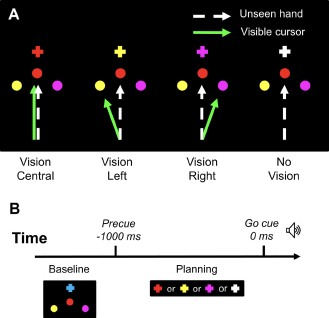 A
Unseen hand
Visible cursor
Vision Central
Vision Left
Vision Right
No Vision
B
Precue
-1000 ms
Go cue
0 ms
Time
Baseline
Planning
or or or